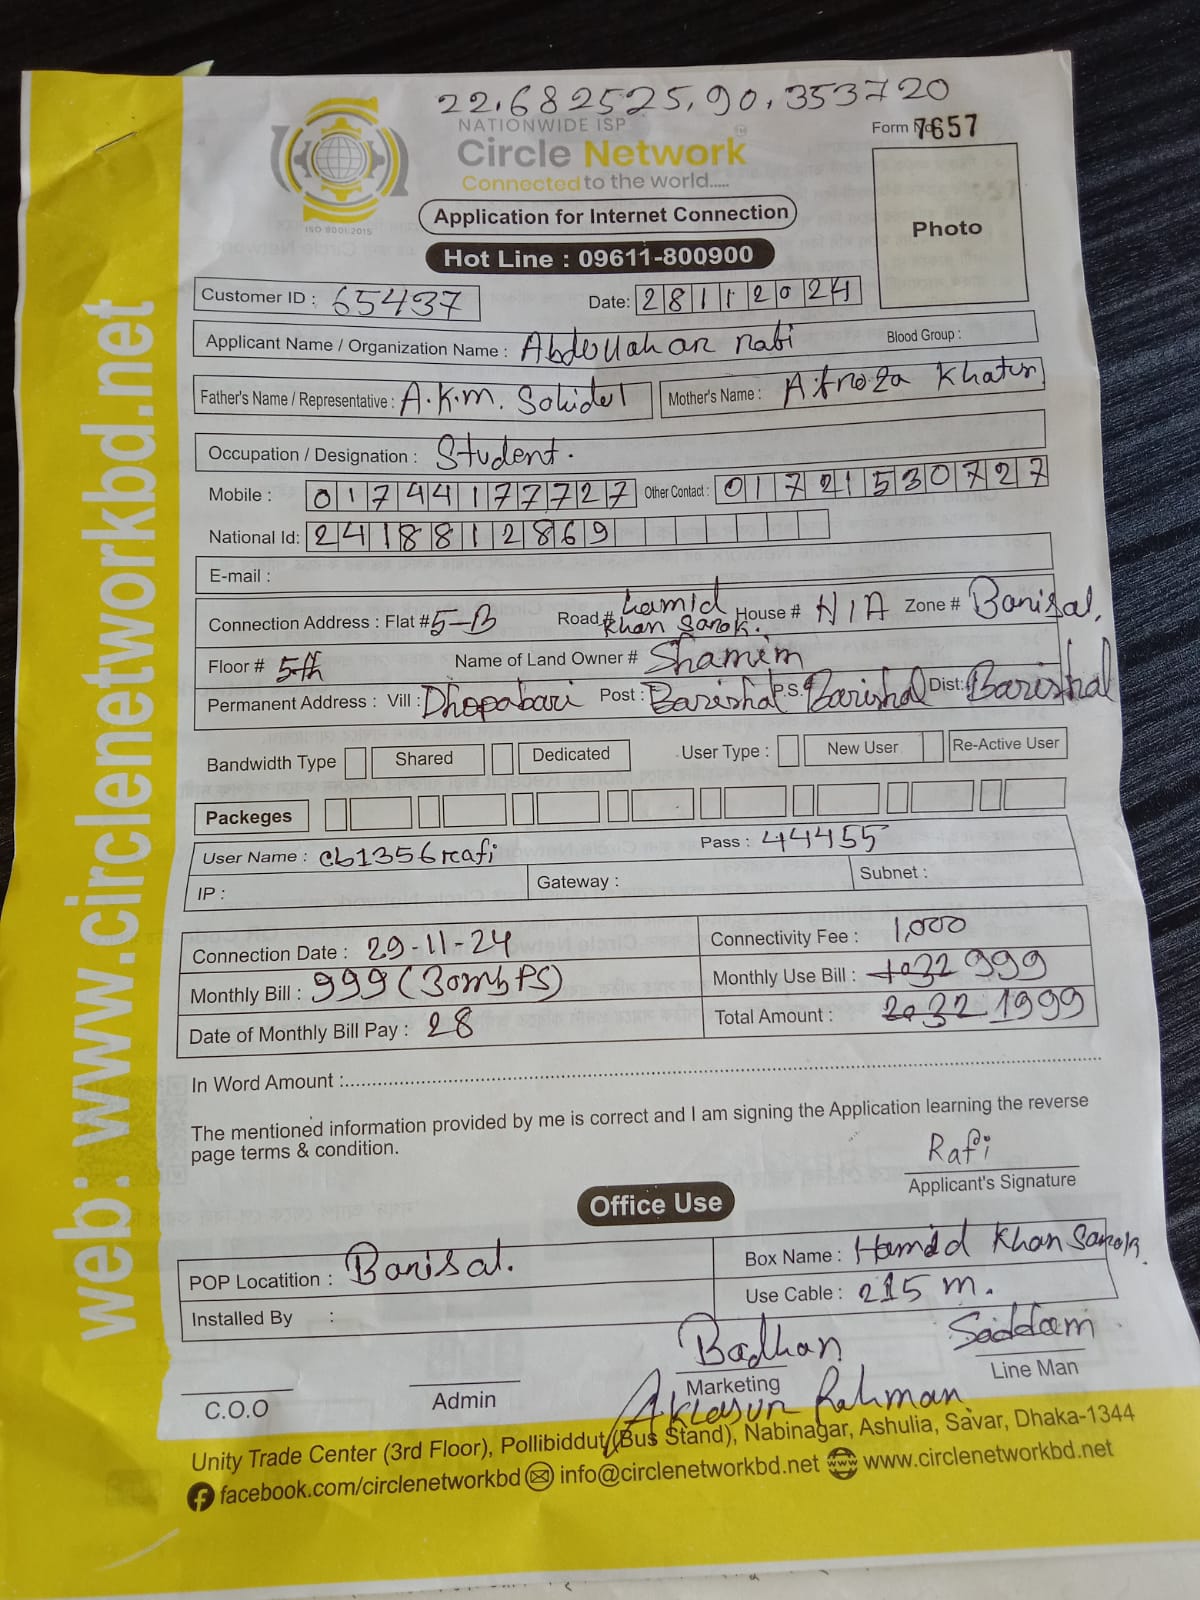 22.682525,90.353720
NATIONWIDE ISP
Circle Network
Connected to the world.....
ISO 9001:2015
Form No 7657
Photo
Application for Internet Connection
Hot Line : 09611-800900
Customer ID : 65437 Date: 28112024
Applicant Name / Organization Name : Abdullah an nabi Blood Group :
Father's Name / Representative : A.K.M. Sohidul Mother's Name : Afroza Khatun
Occupation / Designation : Student.
Mobile : 01744177727 Other Contact : 01721530727
National Id: 2418812869
E-mail :
Connection Address : Flat # 5-B Road # hamid khan Sarok. House # N/A Zone # Barisal,
Floor # 5th Name of Land Owner # Shamim
Permanent Address : Vill : Dhopabari Post : Barishal P.S: Barishal Dist: Barishal
Bandwidth Type Shared Dedicated User Type : New User Re-Active User
Packeges
User Name : cb1356rafi Pass : 44455
IP : Gateway : Subnet :
Connection Date : 29-11-24 Connectivity Fee : 1,000
Monthly Bill : 999 (30mbPS) Monthly Use Bill : 1032 999
Date of Monthly Bill Pay : 28 Total Amount : 2032 1999
In Word Amount :
The mentioned information provided by me is correct and I am signing the Application learning the reverse
page terms & condition.
Rafi
Applicant's Signature
Office Use
POP Locatition : Barisal. Box Name : Hamid Khan Sarok
Installed By : Use Cable : 215 m.
Badhan Saddam
C.O.O Admin Marketing Line Man
Rahman
Unity Trade Center (3rd Floor), Pollibiddut (Bus Stand), Nabinagar, Ashulia, Savar, Dhaka-1344
facebook.com/circlenetworkbd info@circlenetworkbd.net www.circlenetworkbd.net
web: www.circlenetworkbd.net